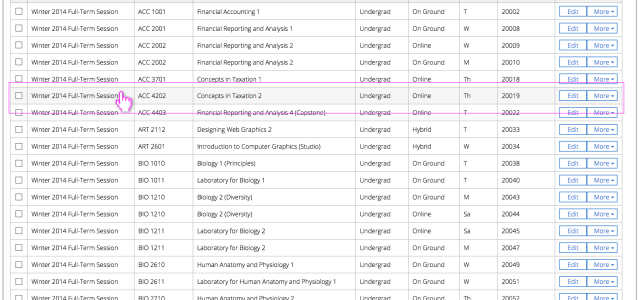 Winter 2014 Full-Term Session ACC 1001 Financial Accounting 1 Undergrad On Ground T 20002 Edit More
Winter 2014 Full-Term Session ACC 2001 Financial Reporting and Analysis 1 Undergrad On Ground W 20008 Edit More
Winter 2014 Full-Term Session ACC 2002 Financial Reporting and Analysis 2 Undergrad Online W 20009 Edit More
Winter 2014 Full-Term Session ACC 2002 Financial Reporting and Analysis 2 Undergrad On Ground M 20010 Edit More
Winter 2014 Full-Term Session ACC 3701 Concepts in Taxation 1 Undergrad Online Th 20018 Edit More
Winter 2014 Full-Term Session ACC 4202 Concepts in Taxation 2 Undergrad Online Th 20019 Edit More
Winter 2014 Full-Term Session ACC 4403 Financial Reporting and Analysis 4 (Capstone) Undergrad Online T 20022 Edit More
Winter 2014 Full-Term Session ART 2112 Designing Web Graphics 2 Undergrad Hybrid T 20033 Edit More
Winter 2014 Full-Term Session ART 2601 Introduction to Computer Graphics (Studio) Undergrad Hybrid W 20034 Edit More
Winter 2014 Full-Term Session BIO 1010 Biology 1 (Principles) Undergrad On Ground T 20038 Edit More
Winter 2014 Full-Term Session BIO 1011 Laboratory for Biology 1 Undergrad On Ground T 20040 Edit More
Winter 2014 Full-Term Session BIO 1210 Biology 2 (Diversity) Undergrad On Ground M 20043 Edit More
Winter 2014 Full-Term Session BIO 1210 Biology 2 (Diversity) Undergrad Online Sa 20044 Edit More
Winter 2014 Full-Term Session BIO 1211 Laboratory for Biology 2 Undergrad Online Sa 20045 Edit More
Winter 2014 Full-Term Session BIO 1211 Laboratory for Biology 2 Undergrad On Ground M 20047 Edit More
Winter 2014 Full-Term Session BIO 2610 Human Anatomy and Physiology 1 Undergrad On Ground W 20049 Edit More
Winter 2014 Full-Term Session BIO 2611 Laboratory for Human Anatomy and Physiology 1 Undergrad On Ground W 20051 Edit More
Winter 2014 Full-Term Session BIO 2710 Human Anatomy and Physiology 2 Undergrad On Ground Th 20052 Edit More